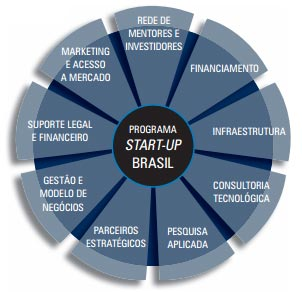 REDE DE
MENTORES E
INVESTIDORES
FINANCIAMENTO
INFRAESTRUTURA
CONSULTORIA
TECNOLÓGICA
PESQUISA
APLICADA
PARCEIROS
ESTRATÉGICOS
GESTÃO E
MODELO DE
NEGÓCIOS
SUPORTE LEGAL
E FINANCEIRO
MARKETING
E ACESSO
A MERCADO
PROGRAMA
START-UP
BRASIL